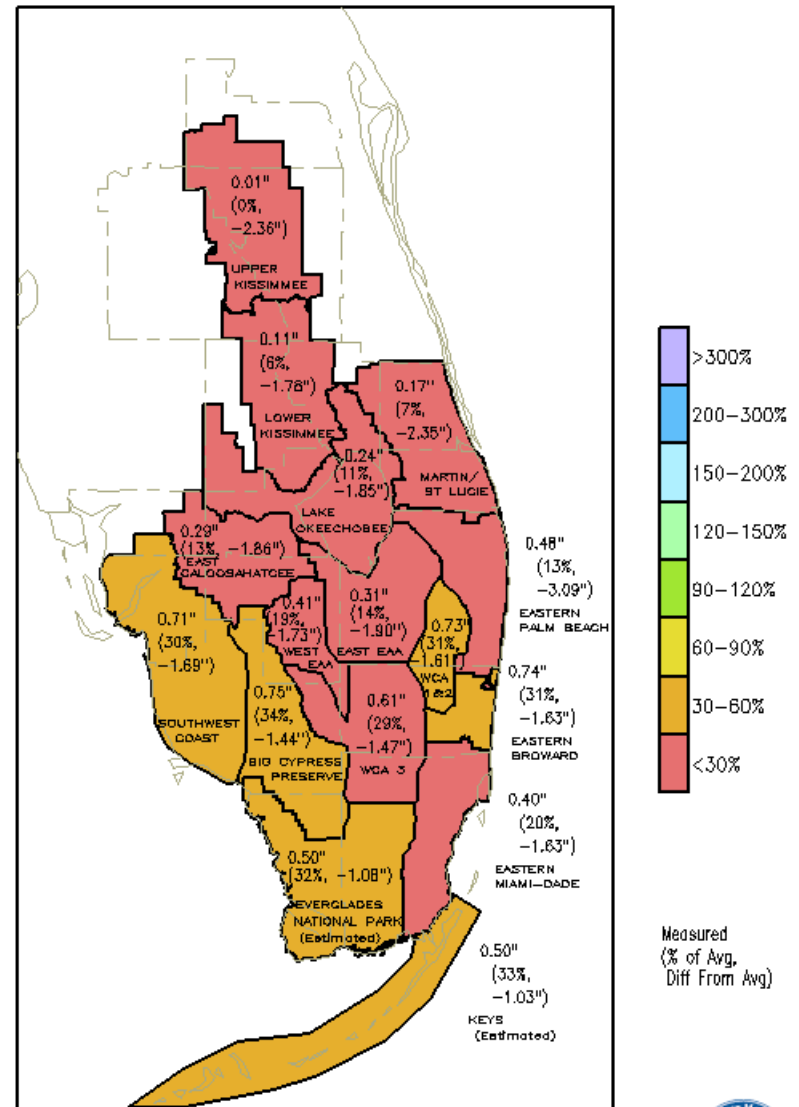 0.01"
(0%,
-2.36")
UPPER
KISSIMMEE
0.11"
(6%,
-1.78")
LOWER
KISSIMMEE
0.17"
(7%,
-2.35")
MARTIN/
ST LUCIE
0.24"
(11%,
-1.85")
LAKE
OKEECHOBEE
0.29"
(13%, -1.86")
EAST
CALOOSAHATCEE
0.48"
(13%,
-3.09")
EASTERN
PALM BEACH
0.41"
(19%,
-1.73")
WEST
EAA
0.31"
(14%,
-1.90")
EAST EAA
0.73"
(31%,
-1.61"
WCA
1&2
0.71"
(30%,
-1.69")
SOUTHWEST
COAST
0.75"
(34%,
-1.44")
BIG CYPRESS
PRESERVE
0.61"
(29%,
-1.47")
WCA 3
0.74"
(31%,
-1.63")
EASTERN
BROWARD
0.40"
(20%,
-1.63")
EASTERN
MIAMI-DADE
0.50"
(32%, -1.08")
EVERGLADES
NATIONAL PARK
(Estimated)
0.50"
(33%,
-1.03")
KEYS
(Estimated)
>300%
200-300%
150-200%
120-150%
90-120%
60-90%
30-60%
<30%
Measured
(% of Avg,
Diff From Avg)